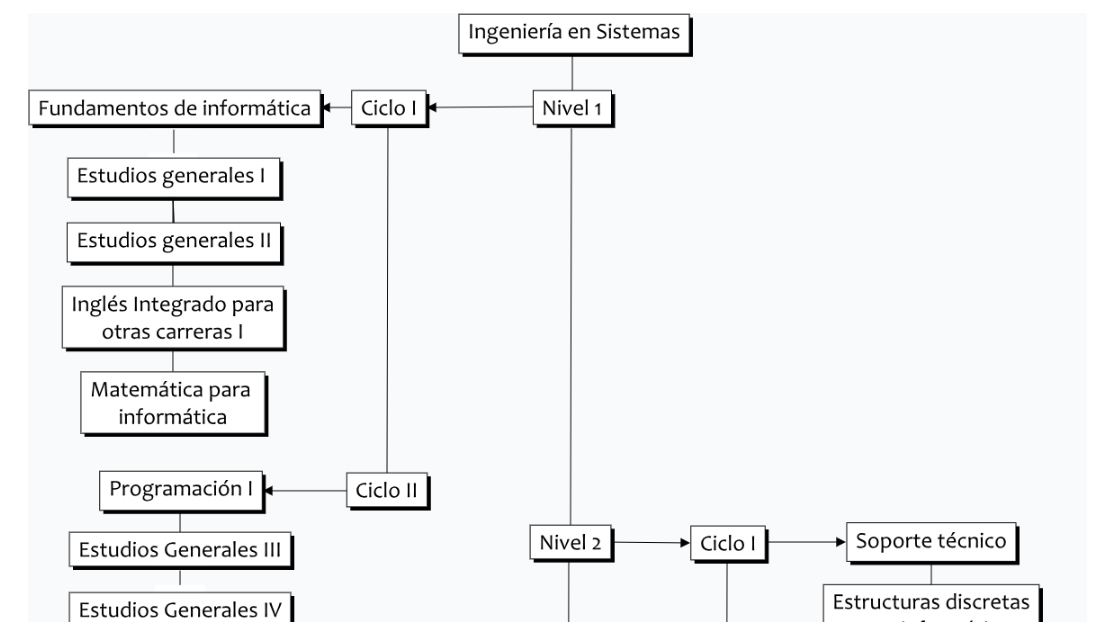 Ingeniería en Sistemas
Fundamentos de informática
Ciclo I
Nivel 1
Estudios generales I
Estudios generales II
Inglés Integrado para
otras carreras I
Matemática para
informática
Programación I
Ciclo II
Estudios Generales III
Estudios Generales IV
Nivel 2
Ciclo I
Soporte técnico
Estructuras discretas